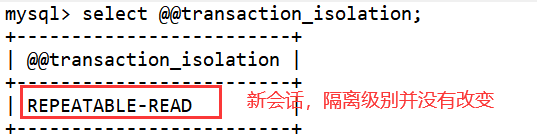 mysql> select @@transaction_isolation;
+-------------------------+
| @@transaction_isolation |
+-------------------------+
| REPEATABLE-READ         | 新会话，隔离级别并没有改变
+-------------------------+